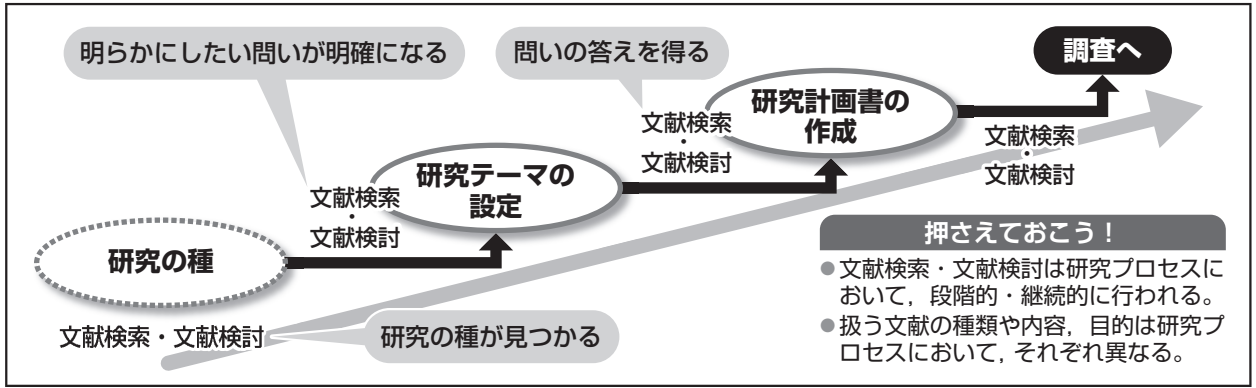 明らかにしたい問いが明確になる
問いの答えを得る
調査へ
研究計画書の
作成
文献検索
・
文献検討
文献検索
・
文献検討
研究テーマの
設定
文献検索
・
文献検討
研究の種
文献検索・文献検討
研究の種が見つかる
押さえておこう！
●文献検索・文献検討は研究プロセスに
おいて，段階的・継続的に行われる。
●扱う文献の種類や内容，目的は研究プ
ロセスにおいて，それぞれ異なる。